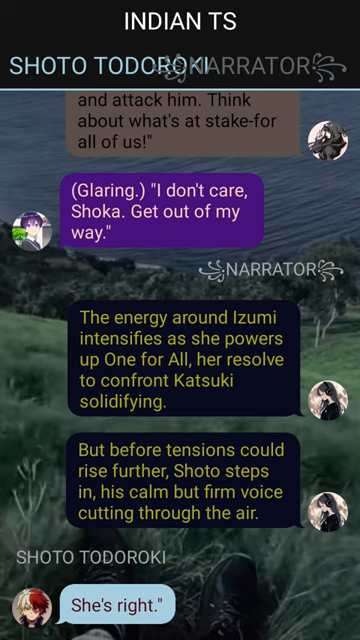 INDIAN TS
SHOTO TODOROKI
꧁NARRATOR꧂
and attack him. Think
about what's at stake-for
all of us!"
(Glaring.) "I don't care,
Shoka. Get out of my
way."
꧁NARRATOR꧂
The energy around Izumi
intensifies as she powers
up One for All, her resolve
to confront Katsuki
solidifying.
But before tensions could
rise further, Shoto steps
in, his calm but firm voice
cutting through the air.
SHOTO TODOROKI
She's right."